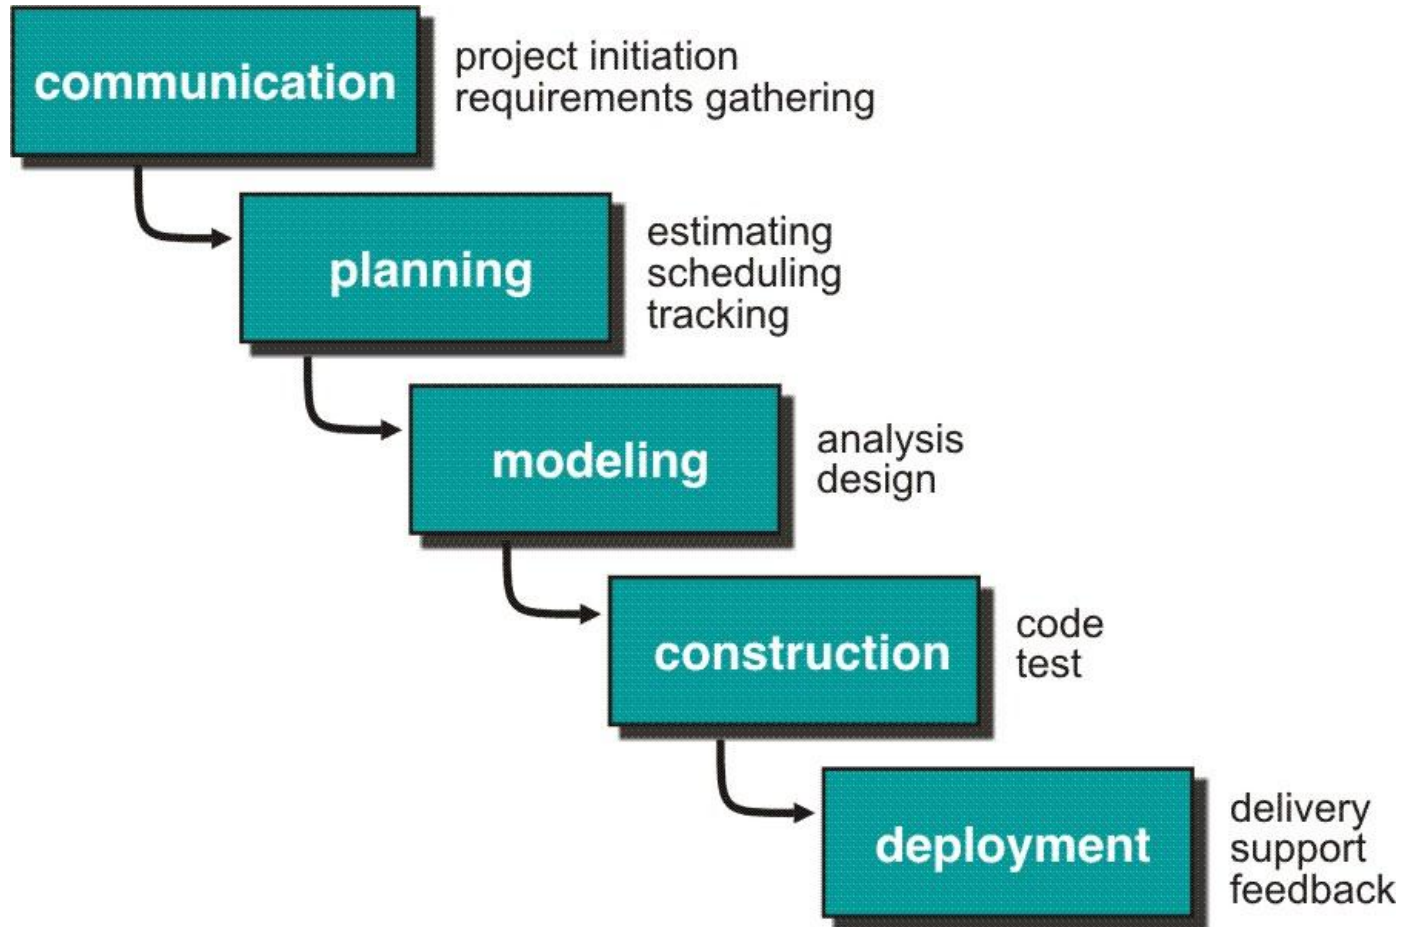 communication
project initiation
requirements gathering
planning
estimating
scheduling
tracking
modeling
analysis
design
construction
code
test
deployment
delivery
support
feedback